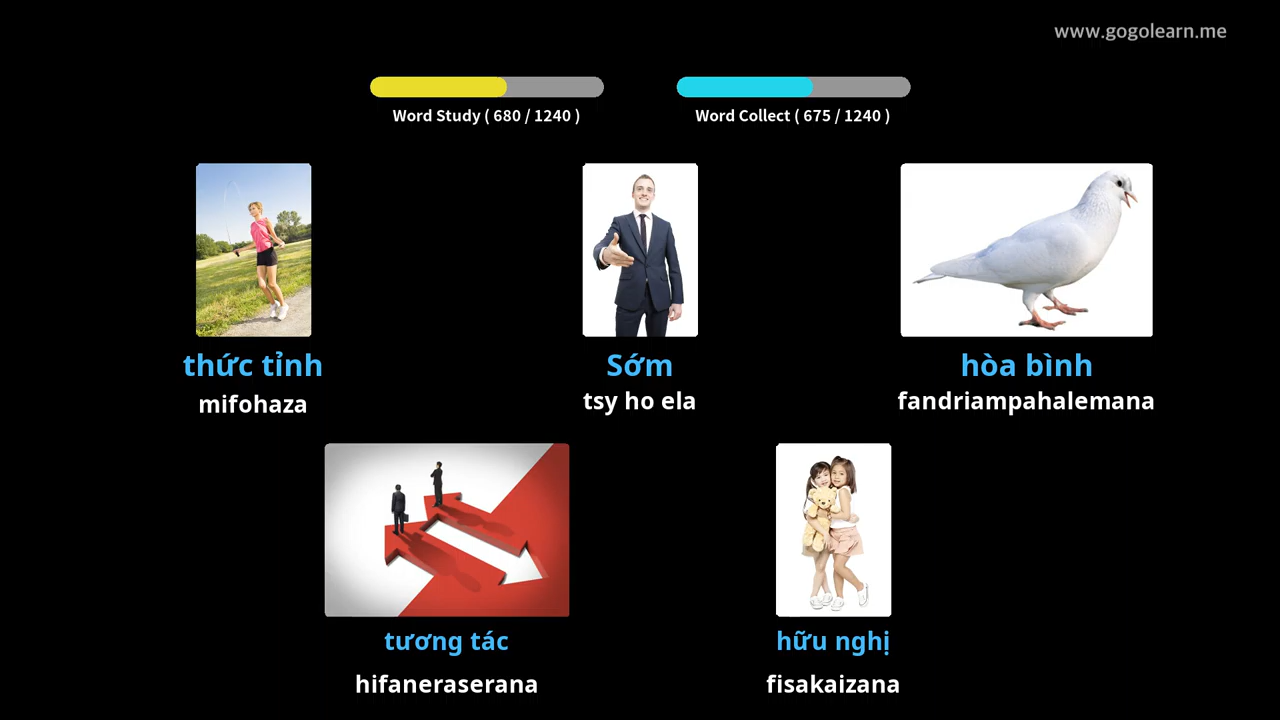 www.gogolearn.me
Word Study ( 680 / 1240 )
Word Collect ( 675 / 1240 )
thức tỉnh
mifohaza
Sớm
tsy ho ela
hòa bình
fandriampahalemana
tương tác
hifaneraserana
hữu nghị
fisakaizana